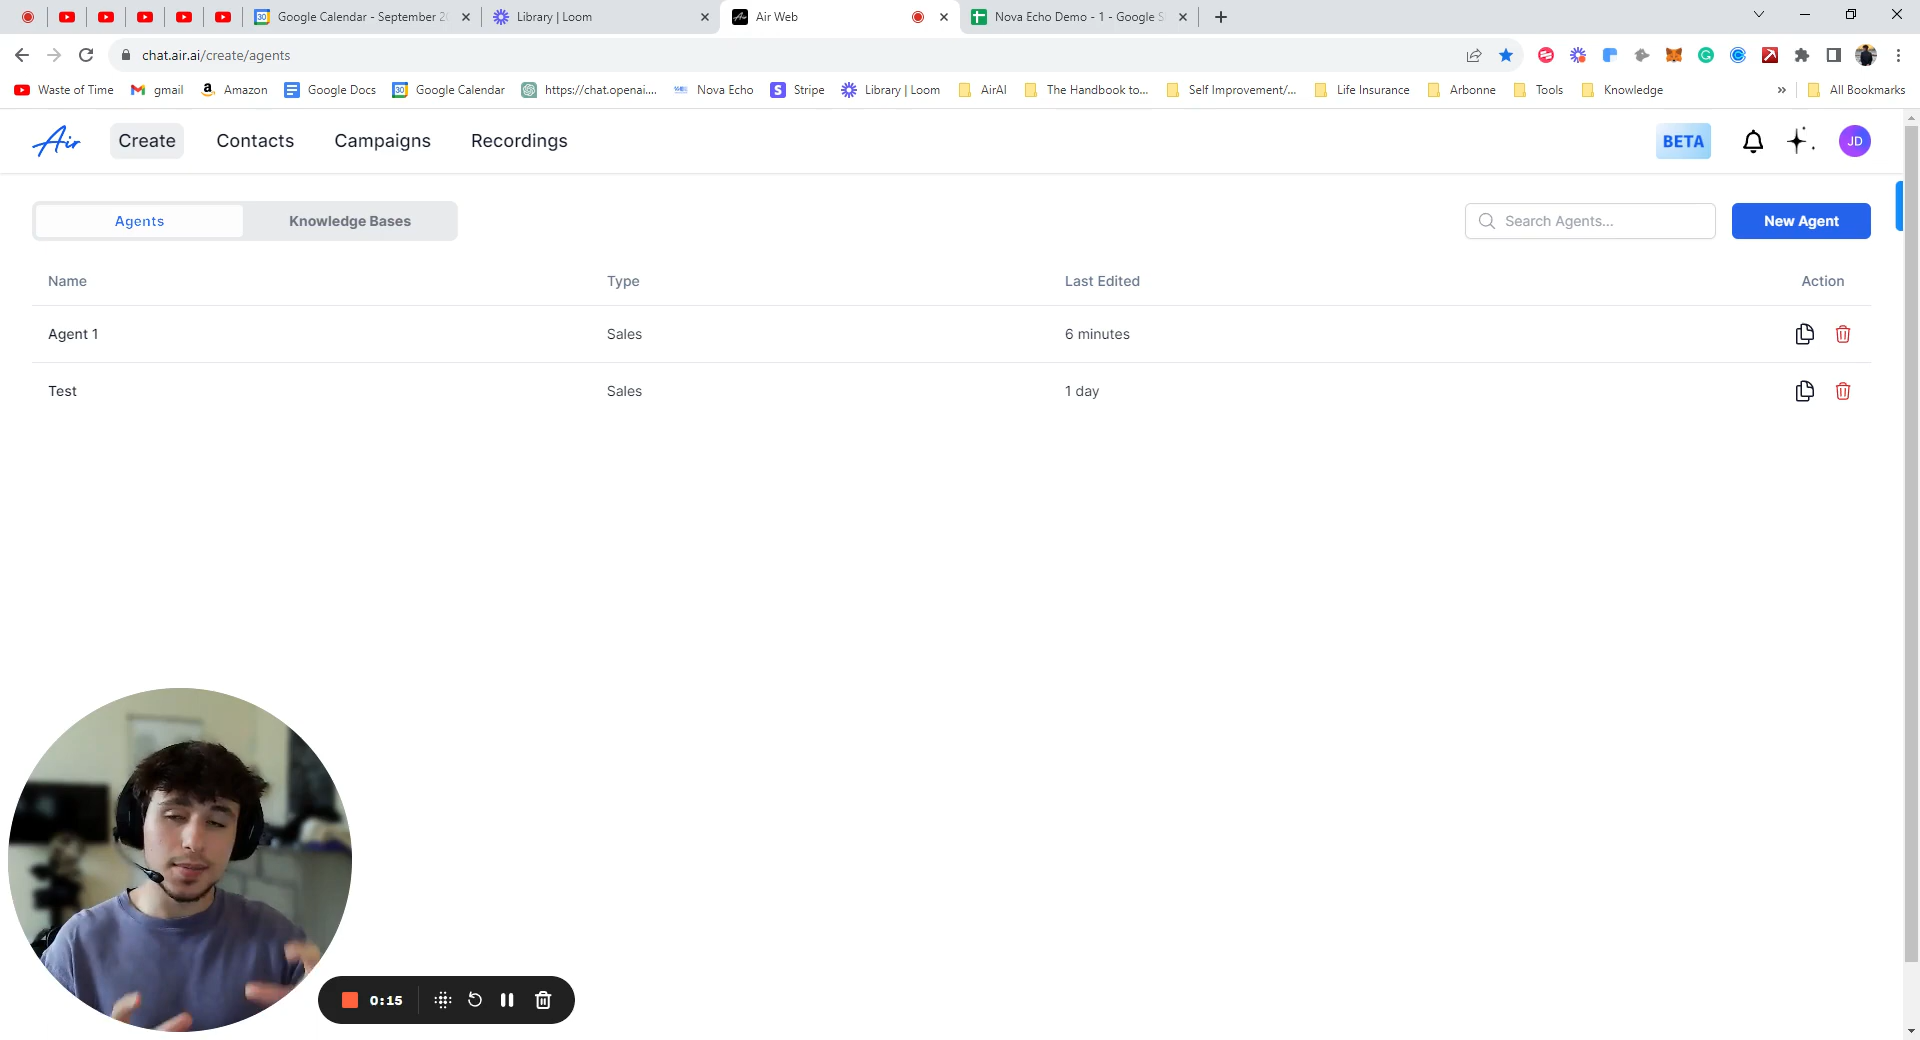 Google Calendar - September 2
Library | Loom
Air Web
Nova Echo Demo - 1 - Google S
chat.air.ai/create/agents
Waste of Time
gmail
Amazon
Google Docs
Google Calendar
https://chat.openai....
Nova Echo
Stripe
Library | Loom
AirAI
The Handbook to...
Self Improvement/...
Life Insurance
Arbonne
Tools
Knowledge
»
All Bookmarks
Air
Create
Contacts
Campaigns
Recordings
BETA
JD
Agents
Knowledge Bases
Search Agents...
New Agent
Name
Type
Last Edited
Action
Agent 1
Sales
6 minutes
Test
Sales
1 day
0:15